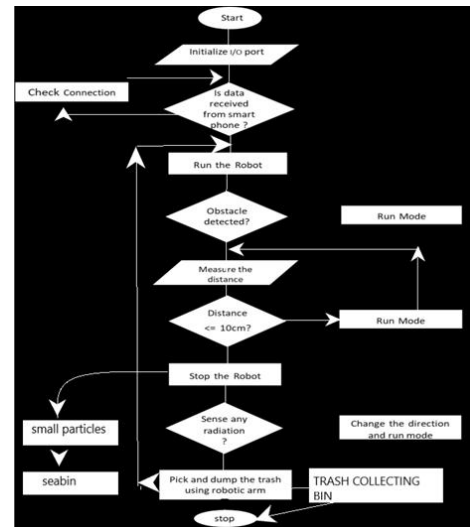 Start
Initialize I/O port
Check Connection
Is data
received
from smart
phone ?
Run the Robot
Obstacle
detected?
Run Mode
Measure the
distance
Distance
<= 10cm?
Run Mode
Stop the Robot
small particles
Sense any
radiation
?
Change the direction
and run mode
seabin
Pick and dump the trash
using robotic arm
TRASH COLLECTING
BIN
stop